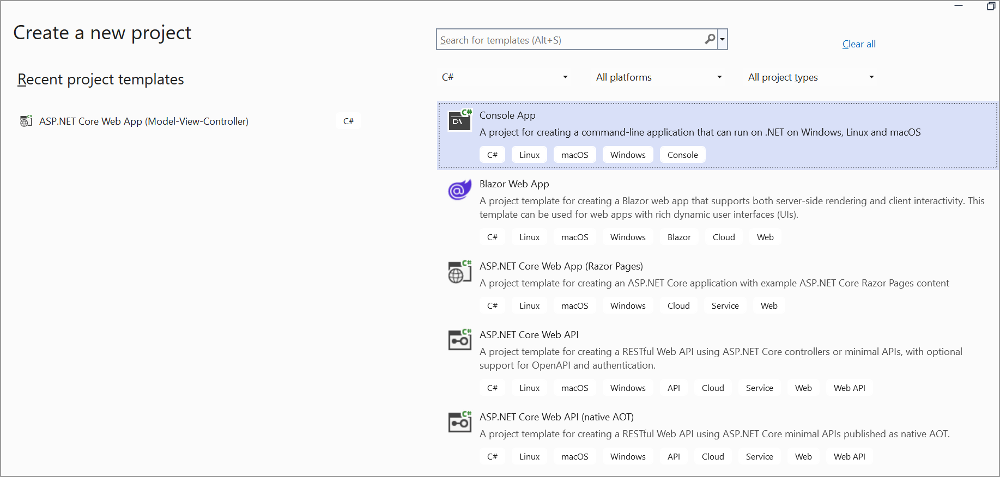 Create a new project
Search for templates (Alt+S)
Clear all
Recent project templates
C#
All platforms
All project types
ASP.NET Core Web App (Model-View-Controller)
C#
C#
C:\
Console App
A project for creating a command-line application that can run on .NET on Windows, Linux and macOS
C# Linux macOS Windows Console
@
Blazor Web App
A project template for creating a Blazor web app that supports both server-side rendering and client interactivity. This
template can be used for web apps with rich dynamic user interfaces (UIs).
C# Linux macOS Windows Blazor Cloud Web
C#
ASP.NET Core Web App (Razor Pages)
A project template for creating an ASP.NET Core application with example ASP.NET Core Razor Pages content
C# Linux macOS Windows Cloud Service Web
C#
ASP.NET Core Web API
A project template for creating a RESTful Web API using ASP.NET Core controllers or minimal APIs, with optional
support for OpenAPI and authentication.
C# Linux macOS Windows API Cloud Service Web Web API
C#
ASP.NET Core Web API (native AOT)
A project template for creating a RESTful Web API using ASP.NET Core minimal APIs published as native AOT.
C# Linux macOS Windows API Cloud Service Web Web API